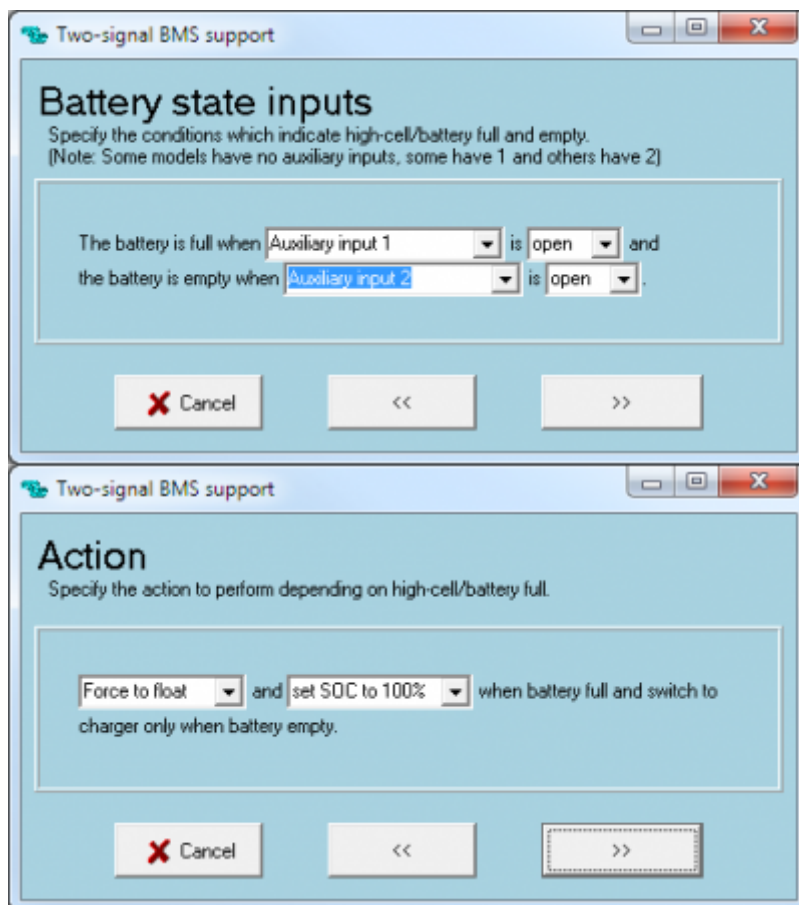 Two-signal BMS support
Battery state inputs
Specify the conditions which indicate high-cell/battery full and empty.
(Note: Some models have no auxiliary inputs, some have 1 and others have 2)
The battery is full when Auxiliary input 1 is open and
the battery is empty when Auxiliary input 2 is open .
Cancel << >>
Two-signal BMS support
Action
Specify the action to perform depending on high-cell/battery full.
Force to float and set SOC to 100% when battery full and switch to
charger only when battery empty.
Cancel << >>